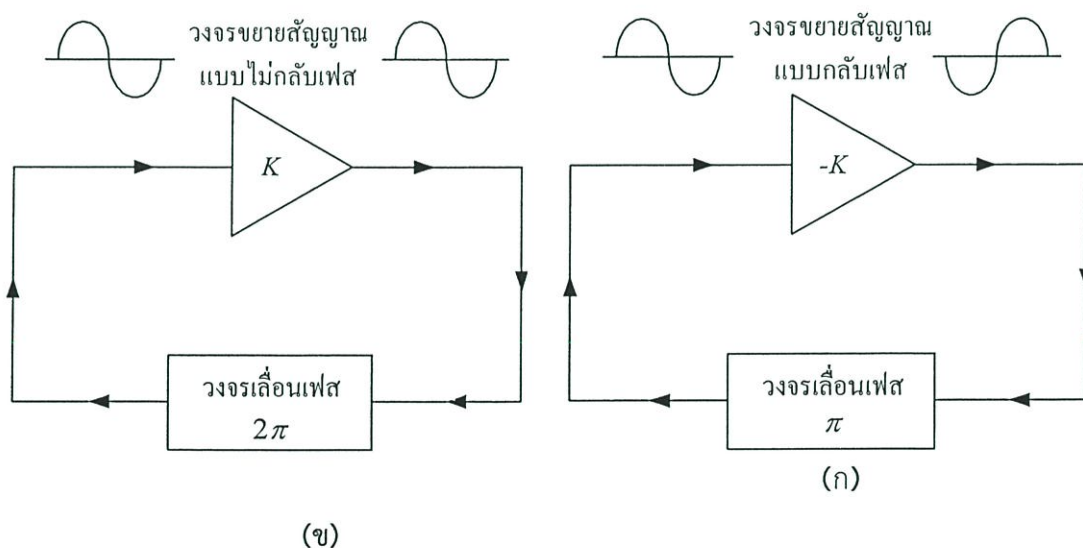 วงจรขยายสัญญาณ
แบบไม่กลับเฟส
K
วงจรเลื่อนเฟส
2π
(ข)
วงจรขยายสัญญาณ
แบบกลับเฟส
-K
วงจรเลื่อนเฟส
π
(ก)